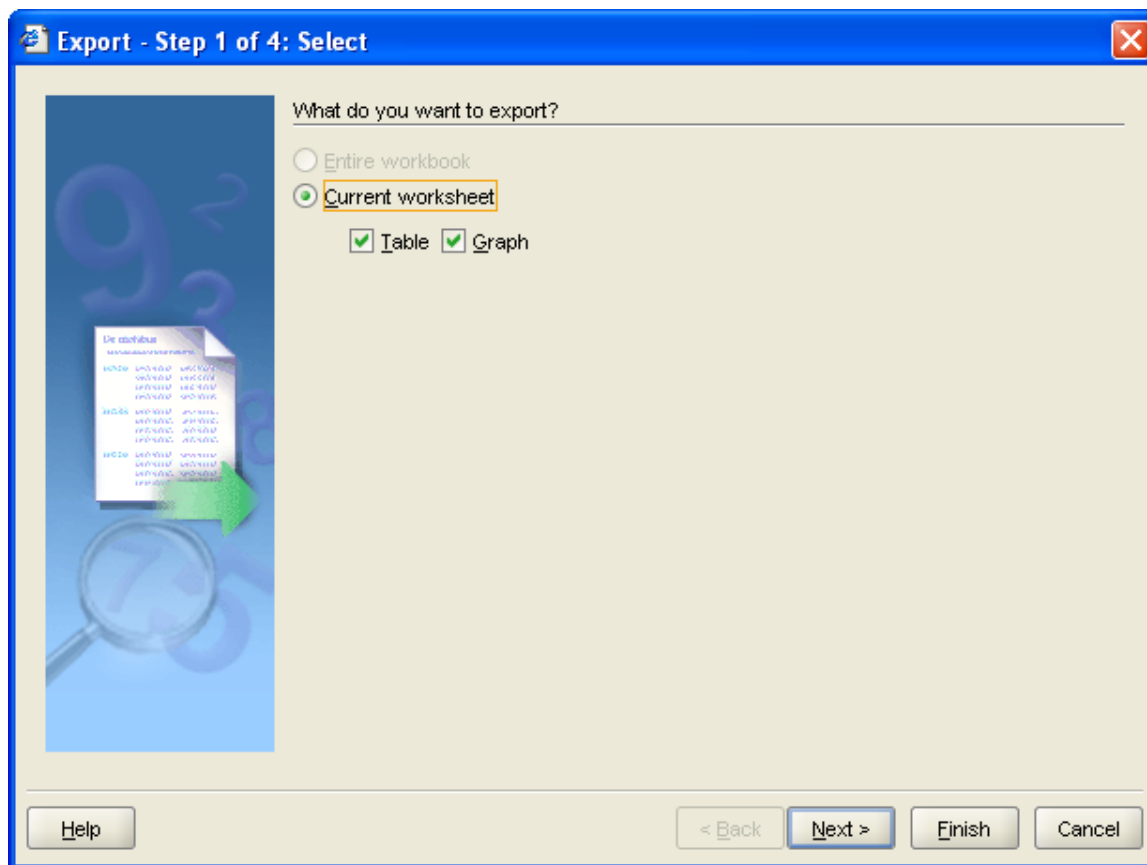 Export - Step 1 of 4: Select
What do you want to export?
Entire workbook
Current worksheet
Table Graph
Help < Back Next > Finish Cancel